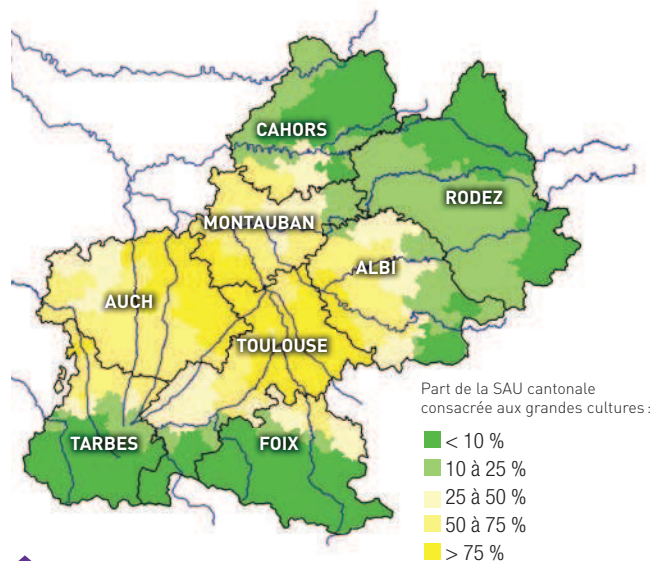 CAHORS
RODEZ
MONTAUBAN
ALBI
AUCH
TOULOUSE
TARBES
FOIX
Part de la SAU cantonale
consacrée aux grandes cultures :
< 10 %
10 à 25 %
25 à 50 %
50 à 75 %
> 75 %